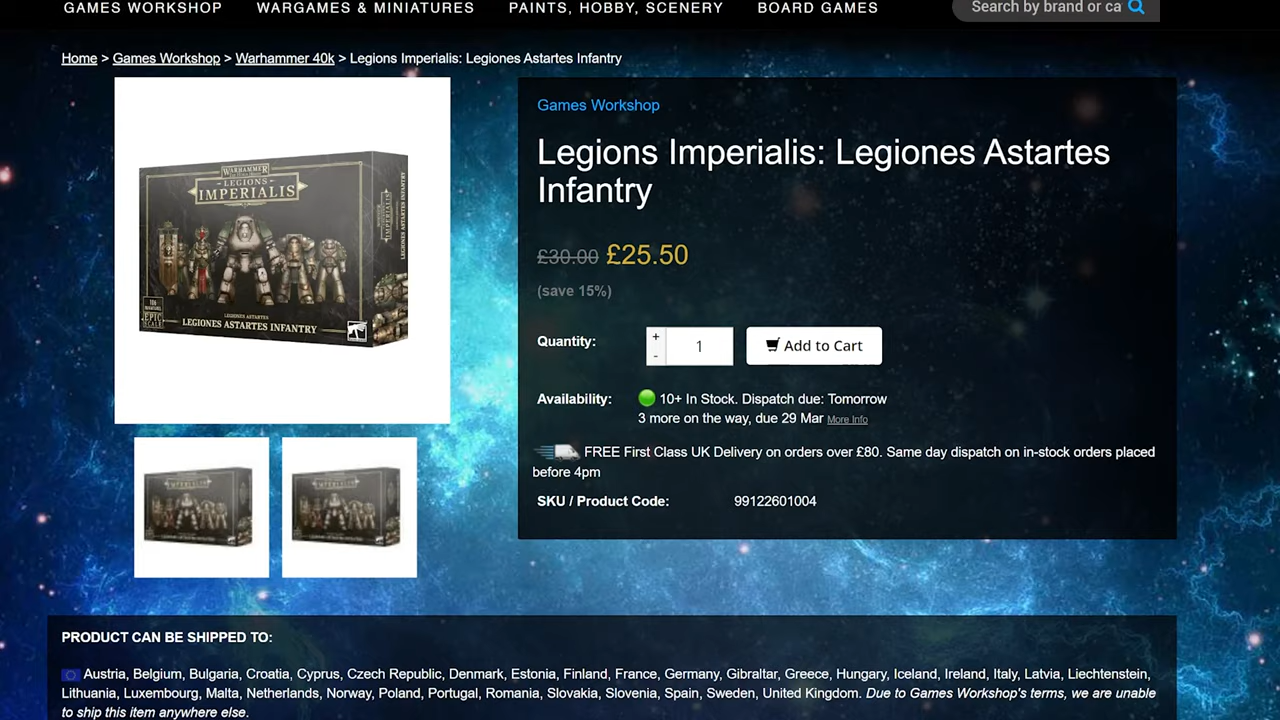 GAMES WORKSHOP WARGAMES & MINIATURES PAINTS, HOBBY, SCENERY BOARD GAMES Search by brand or ca
Home > Games Workshop > Warhammer 40k > Legions Imperialis: Legiones Astartes Infantry
WARHAMMER
LEGIONS
IMPERIALIS
LEGIONES ASTARTES
LEGIONES ASTARTES INFANTRY
EPIC
SCALE
LEGIONES ASTARTES INFANTRY
Games Workshop
Legions Imperialis: Legiones Astartes
Infantry
£30.00 £25.50
(save 15%)
Quantity: + - 1 Add to Cart
Availability: 10+ In Stock. Dispatch due: Tomorrow
3 more on the way, due 29 Mar More Info
FREE First Class UK Delivery on orders over £80. Same day dispatch on in-stock orders placed
before 4pm
SKU / Product Code: 99122601004
PRODUCT CAN BE SHIPPED TO:
Austria, Belgium, Bulgaria, Croatia, Cyprus, Czech Republic, Denmark, Estonia, Finland, France, Germany, Gibraltar, Greece, Hungary, Iceland, Ireland, Italy, Latvia, Liechtenstein,
Lithuania, Luxembourg, Malta, Netherlands, Norway, Poland, Portugal, Romania, Slovakia, Slovenia, Spain, Sweden, United Kingdom. Due to Games Workshop's terms, we are unable
to ship this item anywhere else.